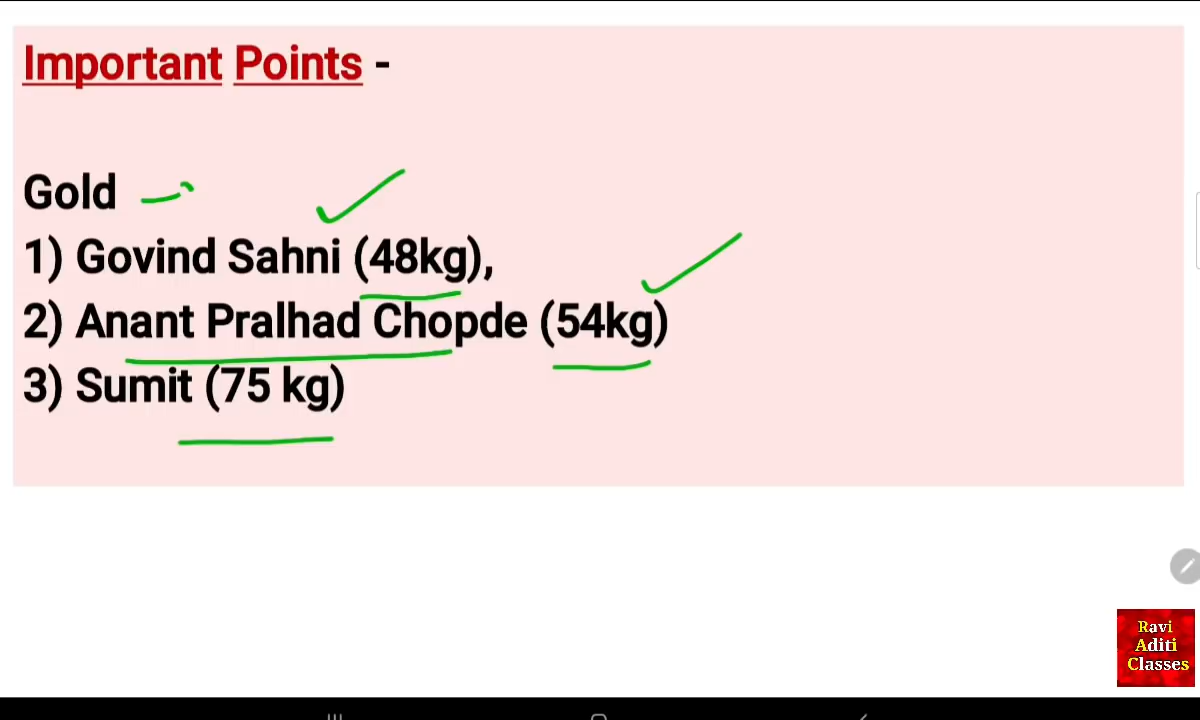 Important Points -
Gold
1) Govind Sahni (48kg),
2) Anant Pralhad Chopde (54kg)
3) Sumit (75 kg)
Ravi
Aditi
Classes